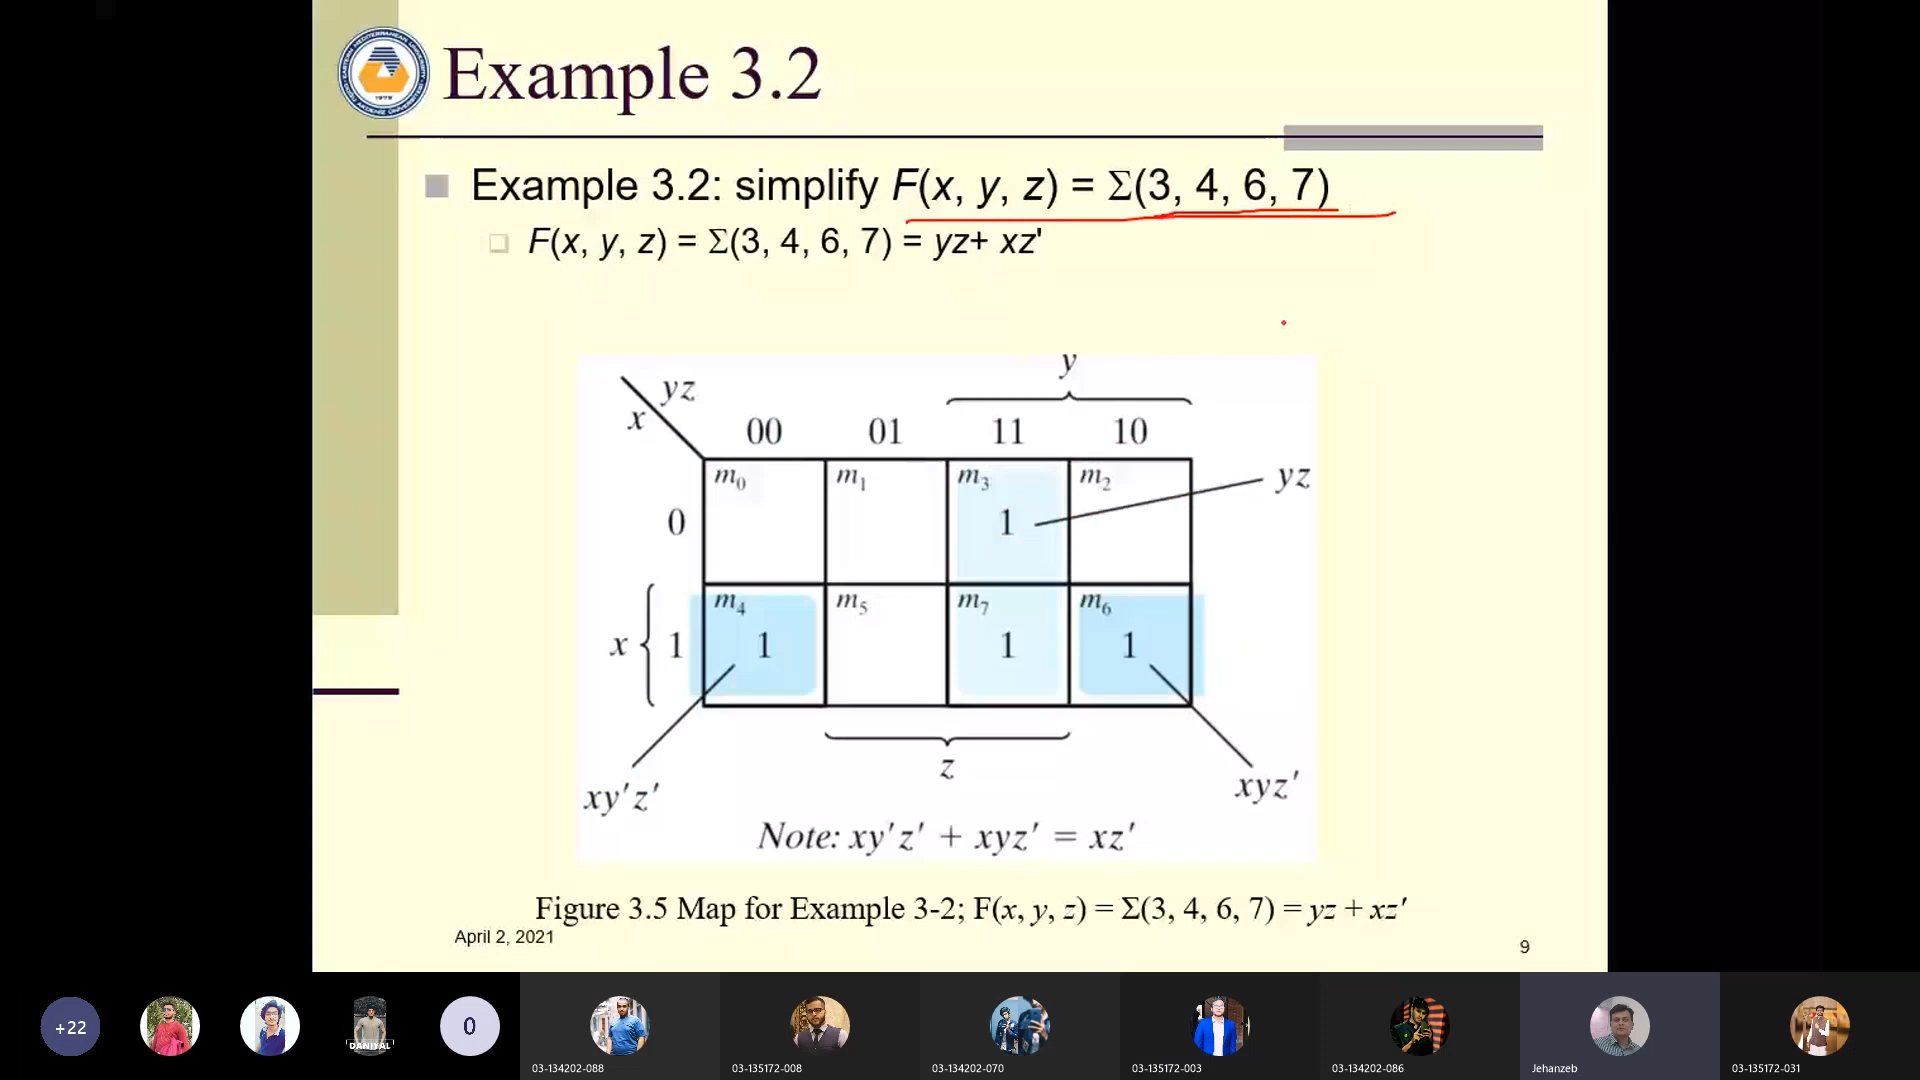 Example 3.2
Example 3.2: simplify F(x, y, z) = Σ(3, 4, 6, 7)
F(x, y, z) = Σ(3, 4, 6, 7) = yz+ xz'
y
yz
x
00 01 11 10
m0 m1 m3 m2
yz
0 1
m4 m5 m7 m6
x 1 1 1 1
z
xy′z′
xyz′
Note: xy′z′ + xyz′ = xz′
Figure 3.5 Map for Example 3-2; F(x, y, z) = Σ(3, 4, 6, 7) = yz + xz′
April 2, 2021
9
+22
DANIYAL
0
03-134202-088
03-135172-008
03-134202-070
03-135172-003
03-134202-086
Jehanzeb
03-135172-031